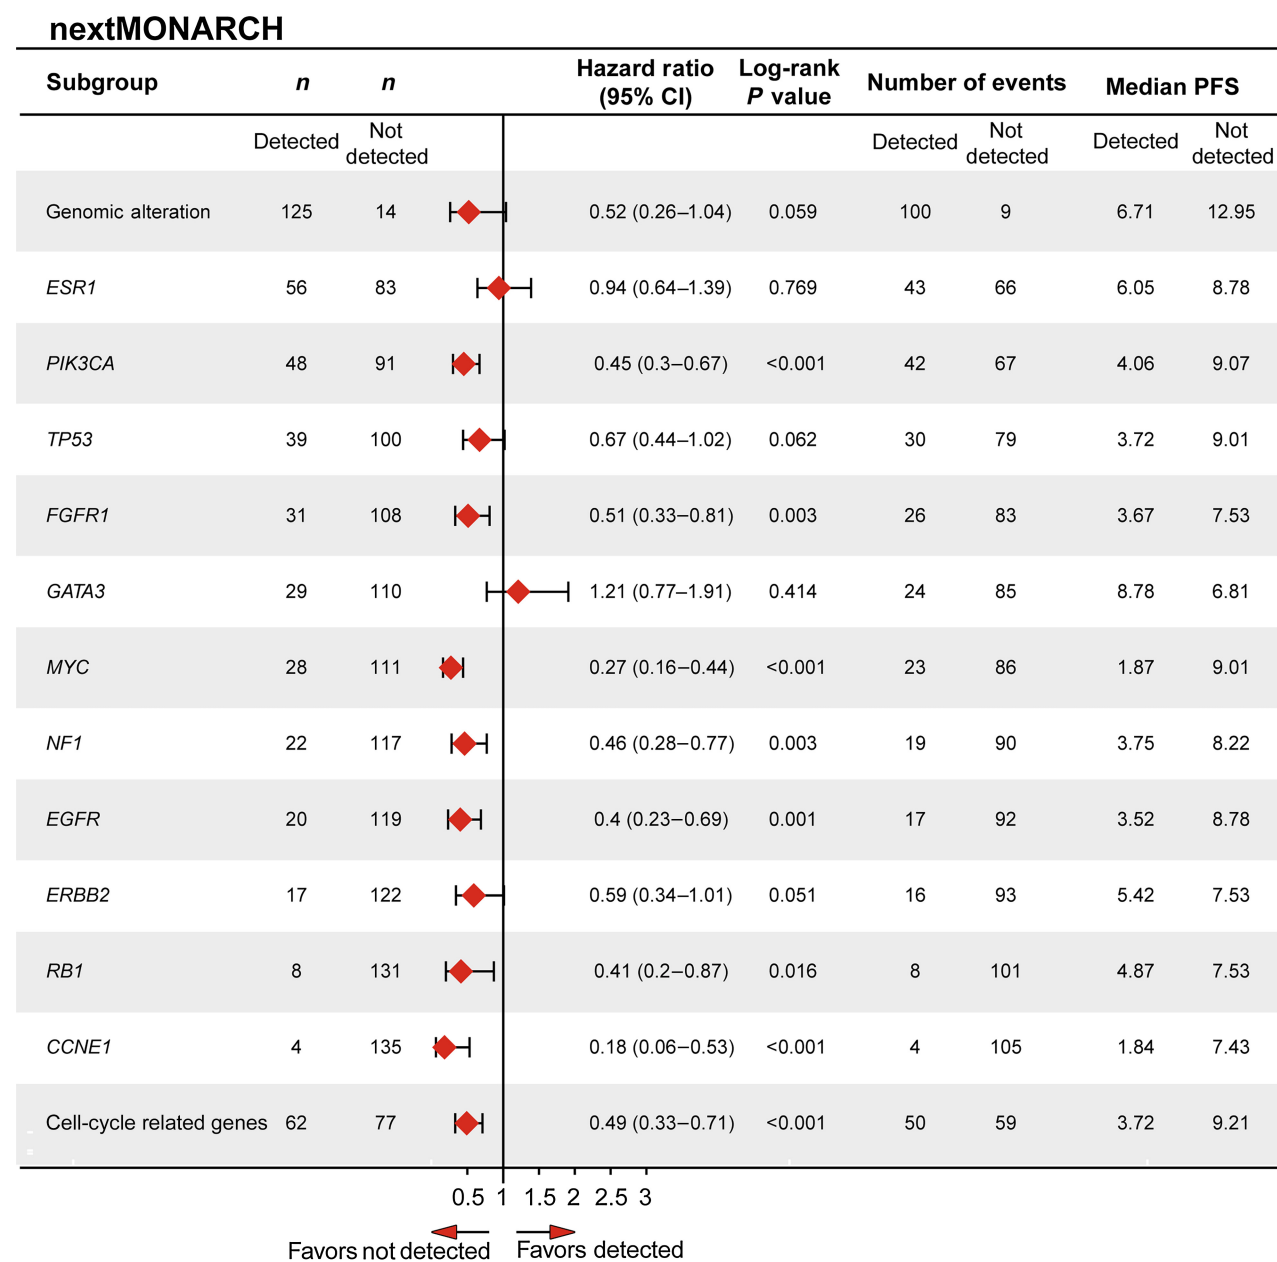 nextMONARCH
Subgroup n n Hazard ratio (95% CI) Log-rank P value Number of events Median PFS
Detected Not detected Detected Not detected Detected Not detected
Genomic alteration 125 14 0.52 (0.26–1.04) 0.059 100 9 6.71 12.95
ESR1 56 83 0.94 (0.64–1.39) 0.769 43 66 6.05 8.78
PIK3CA 48 91 0.45 (0.3–0.67) <0.001 42 67 4.06 9.07
TP53 39 100 0.67 (0.44–1.02) 0.062 30 79 3.72 9.01
FGFR1 31 108 0.51 (0.33–0.81) 0.003 26 83 3.67 7.53
GATA3 29 110 1.21 (0.77–1.91) 0.414 24 85 8.78 6.81
MYC 28 111 0.27 (0.16–0.44) <0.001 23 86 1.87 9.01
NF1 22 117 0.46 (0.28–0.77) 0.003 19 90 3.75 8.22
EGFR 20 119 0.4 (0.23–0.69) 0.001 17 92 3.52 8.78
ERBB2 17 122 0.59 (0.34–1.01) 0.051 16 93 5.42 7.53
RB1 8 131 0.41 (0.2–0.87) 0.016 8 101 4.87 7.53
CCNE1 4 135 0.18 (0.06–0.53) <0.001 4 105 1.84 7.43
Cell-cycle related genes 62 77 0.49 (0.33–0.71) <0.001 50 59 3.72 9.21
0.5 1 1.5 2 2.5 3
Favors not detected Favors detected